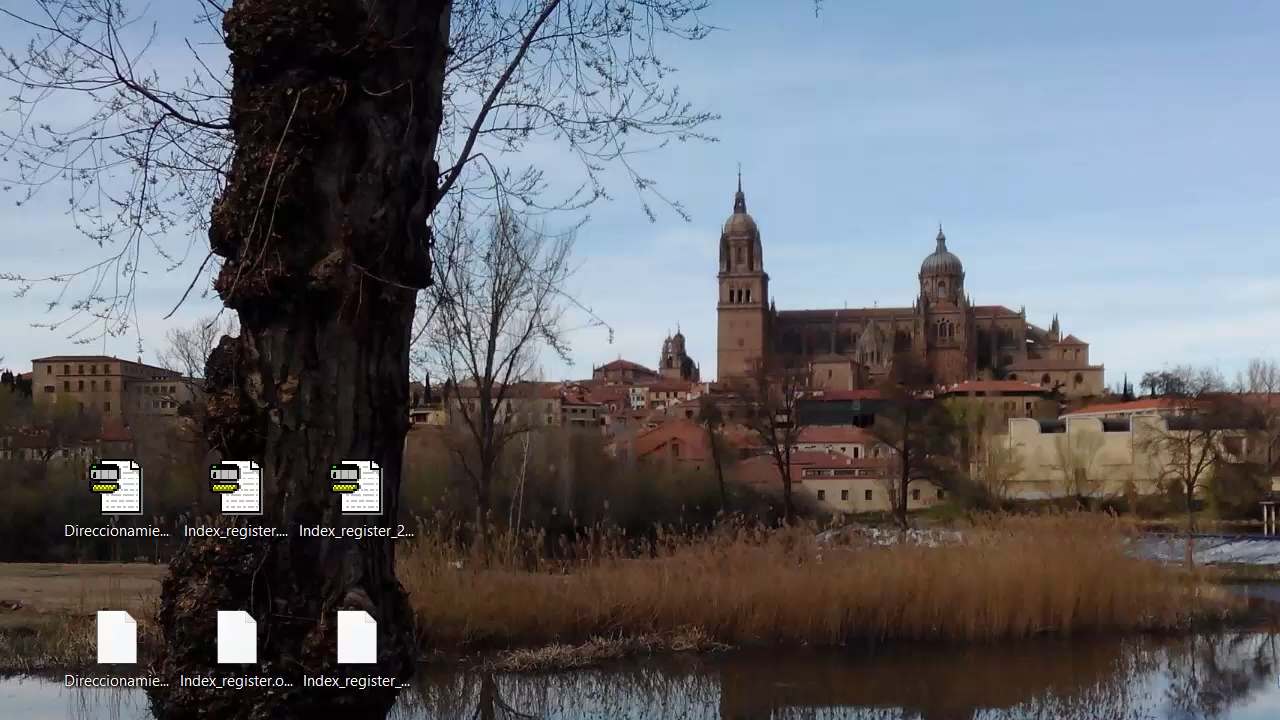 Direccionamie...
Index_register....
Index_register_2...
Direccionamie...
Index_register.o...
Index_register_...